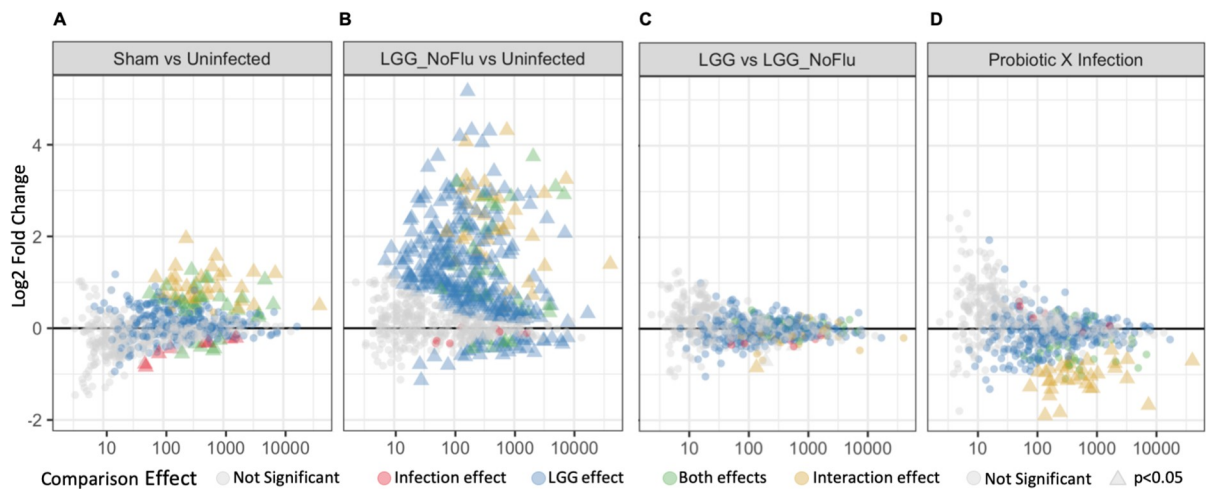 A B C D
Sham vs Uninfected LGG_NoFlu vs Uninfected LGG vs LGG_NoFlu Probiotic X Infection
Log2 Fold Change
4
2
0
-2
10 100 1000 10000 10 100 1000 10000 10 100 1000 10000 10 100 1000 10000
Comparison Effect Not Significant Infection effect LGG effect Both effects Interaction effect Not Significant p<0.05